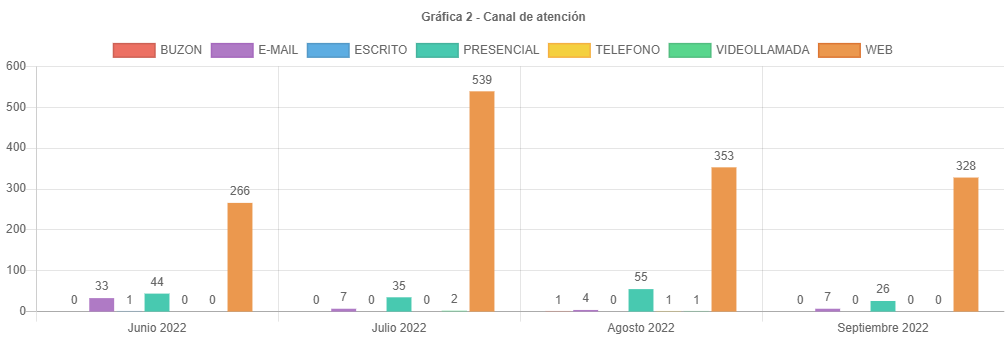 Gráfica 2 - Canal de atención
BUZON E-MAIL ESCRITO PRESENCIAL TELEFONO VIDEOLLAMADA WEB
600
500
400
300
200
100
0
0 33 1 44 0 0 266
0 7 0 35 0 2 539
1 4 0 55 1 1 353
0 7 0 26 0 0 328
Junio 2022 Julio 2022 Agosto 2022 Septiembre 2022